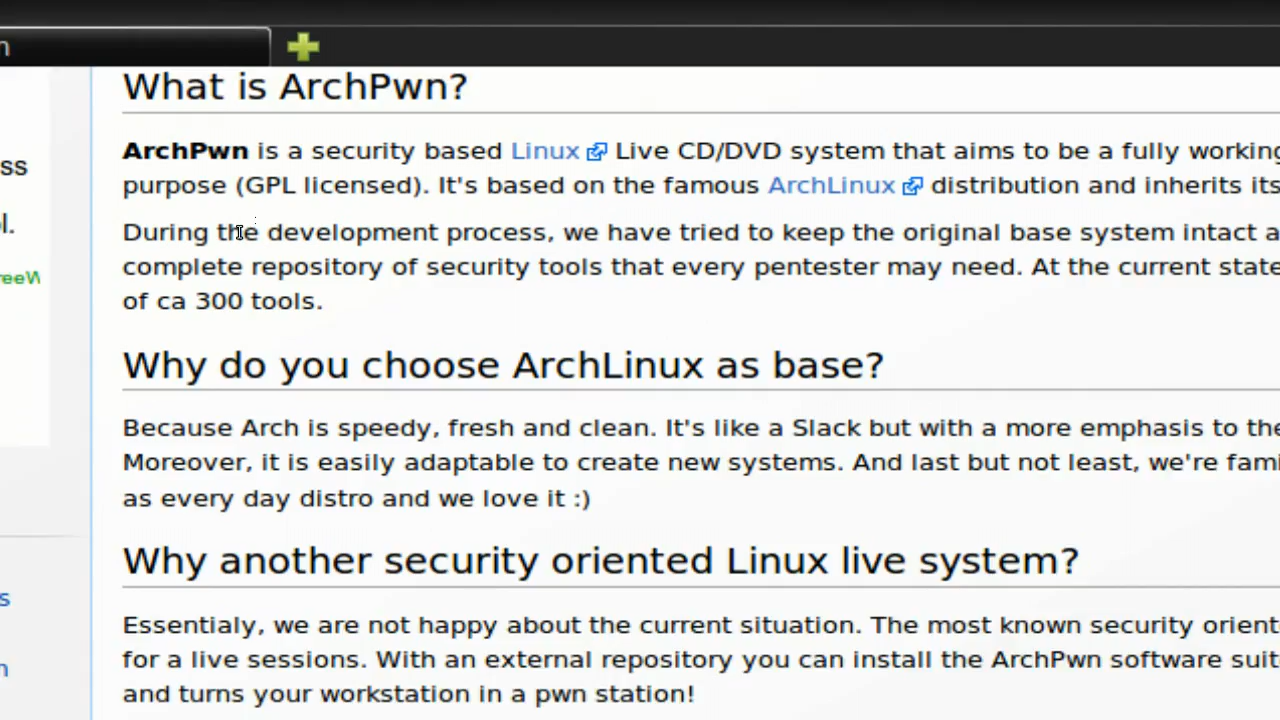 n
What is ArchPwn?
ss
ArchPwn is a security based Linux Live CD/DVD system that aims to be a fully working
purpose (GPL licensed). It's based on the famous ArchLinux distribution and inherits its
l.
During the development process, we have tried to keep the original base system intact a
reeW
complete repository of security tools that every pentester may need. At the current state
of ca 300 tools.
Why do you choose ArchLinux as base?
Because Arch is speedy, fresh and clean. It's like a Slack but with a more emphasis to the
Moreover, it is easily adaptable to create new systems. And last but not least, we're fami
as every day distro and we love it :)
Why another security oriented Linux live system?
s
Essentialy, we are not happy about the current situation. The most known security orient
for a live sessions. With an external repository you can install the ArchPwn software suit
n
and turns your workstation in a pwn station!